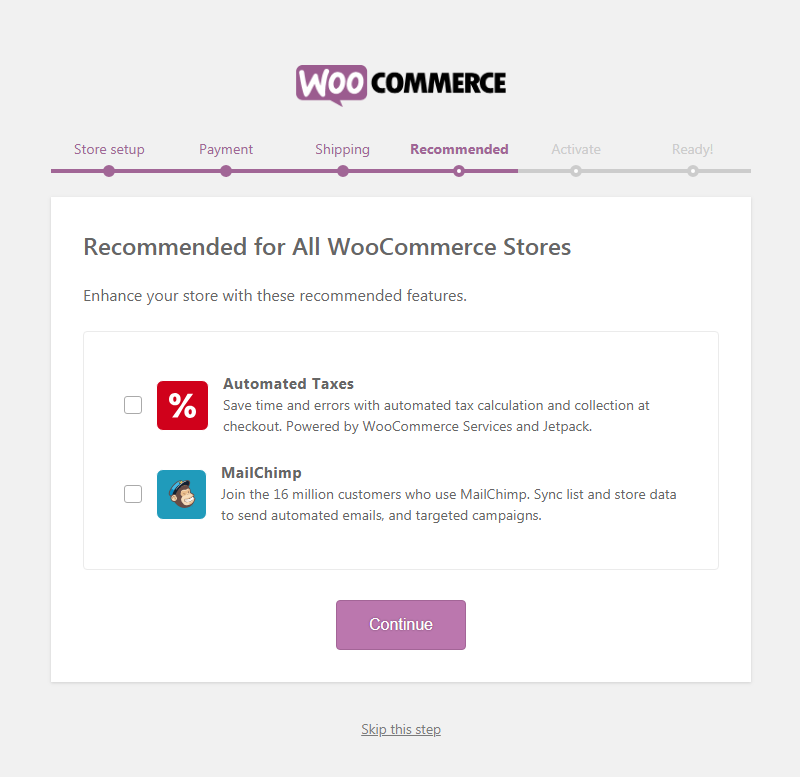 WOO COMMERCE
Store setup Payment Shipping Recommended Activate Ready!
Recommended for All WooCommerce Stores
Enhance your store with these recommended features.
Automated Taxes
Save time and errors with automated tax calculation and collection at
checkout. Powered by WooCommerce Services and Jetpack.
%
MailChimp
Join the 16 million customers who use MailChimp. Sync list and store data
to send automated emails, and targeted campaigns.
Continue
Skip this step